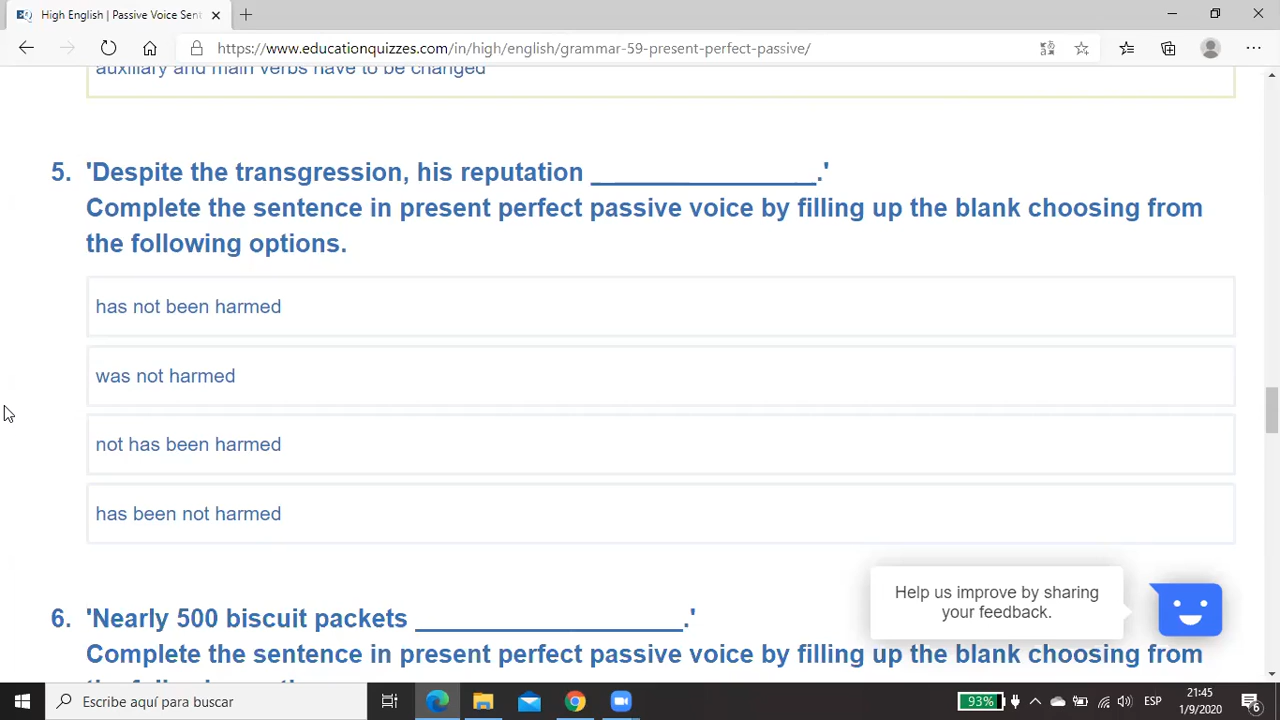 High English | Passive Voice Sent
https://www.educationquizzes.com/in/high/english/grammar-59-present-perfect-passive/
auxiliary and main verbs have to be changed
5. 'Despite the transgression, his reputation ________________.'
Complete the sentence in present perfect passive voice by filling up the blank choosing from
the following options.
has not been harmed
was not harmed
not has been harmed
has been not harmed
Help us improve by sharing
your feedback.
6. 'Nearly 500 biscuit packets ___________________.'
Complete the sentence in present perfect passive voice by filling up the blank choosing from
Escribe aquí para buscar
93%
ESP
21:45
1/9/2020
6